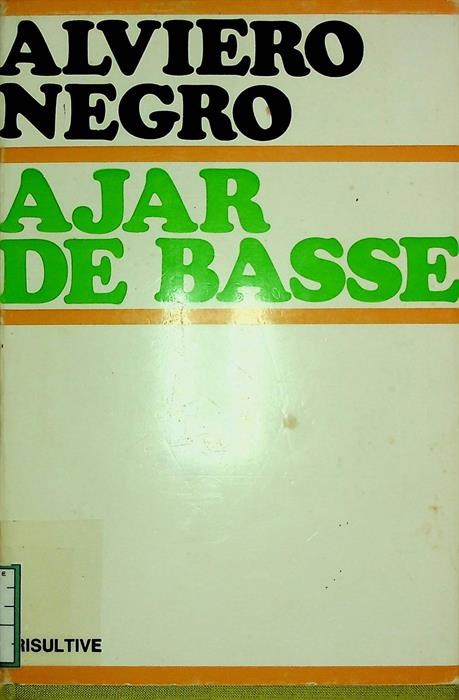 ALVIERO
NEGRO
AJAR
DE BASSE
RISULTIVE